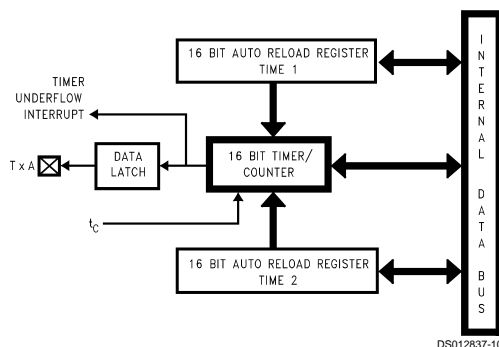 16 BIT AUTO RELOAD REGISTER
TIME 1
TIMER
UNDERFLOW
INTERRUPT
T x A
DATA
LATCH
16 BIT TIMER/
COUNTER
tC
16 BIT AUTO RELOAD REGISTER
TIME 2
INTERNAL DATA BUS
DS012837-10